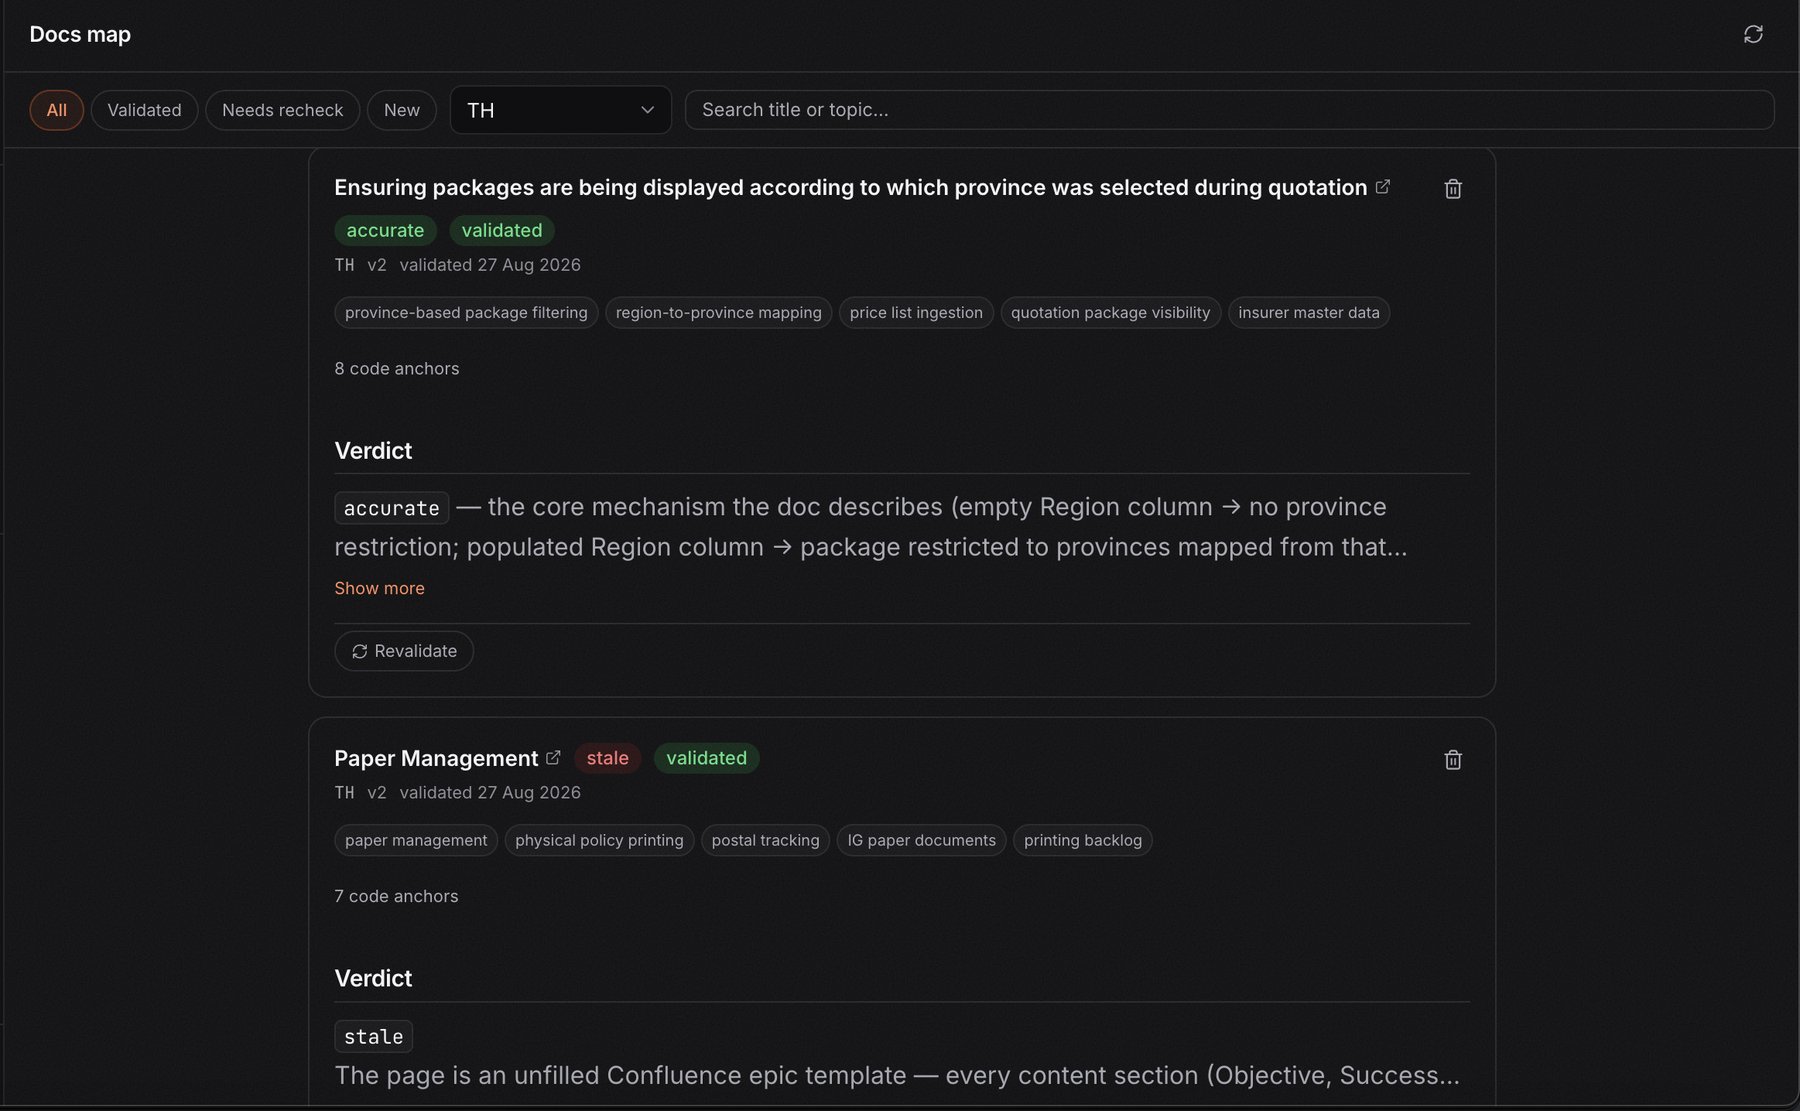 Docs map
All Validated Needs recheck New TH Search title or topic...
Ensuring packages are being displayed according to which province was selected during quotation
accurate validated
TH v2 validated 27 Aug 2026
province-based package filtering region-to-province mapping price list ingestion quotation package visibility insurer master data
8 code anchors
Verdict
accurate — the core mechanism the doc describes (empty Region column → no province
restriction; populated Region column → package restricted to provinces mapped from that...
Show more
Revalidate
Paper Management stale validated
TH v2 validated 27 Aug 2026
paper management physical policy printing postal tracking IG paper documents printing backlog
7 code anchors
Verdict
stale
The page is an unfilled Confluence epic template — every content section (Objective, Success...